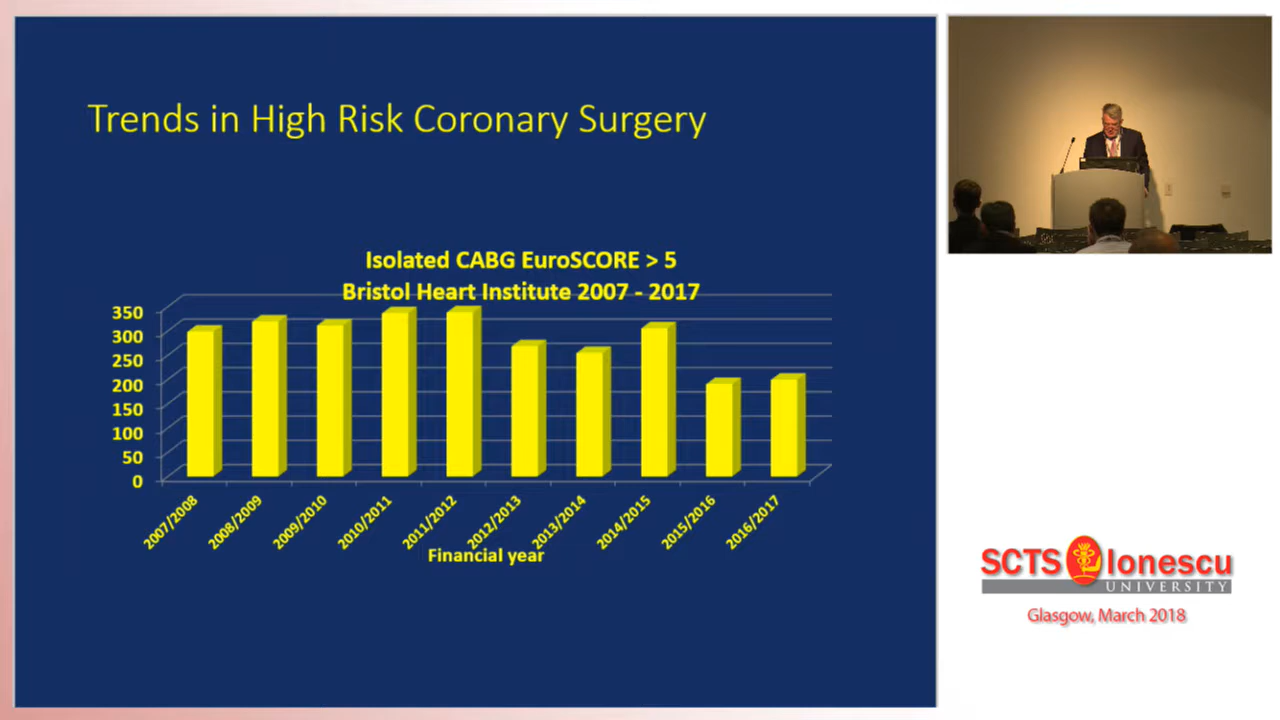 Trends in High Risk Coronary Surgery
Isolated CABG EuroSCORE > 5
Bristol Heart Institute 2007 - 2017
350
300
250
200
150
100
50
0
2007/2008
2008/2009
2009/2010
2010/2011
2011/2012
2012/2013
2013/2014
2014/2015
2015/2016
2016/2017
Financial year
SCTS Ionescu
UNIVERSITY
Glasgow, March 2018